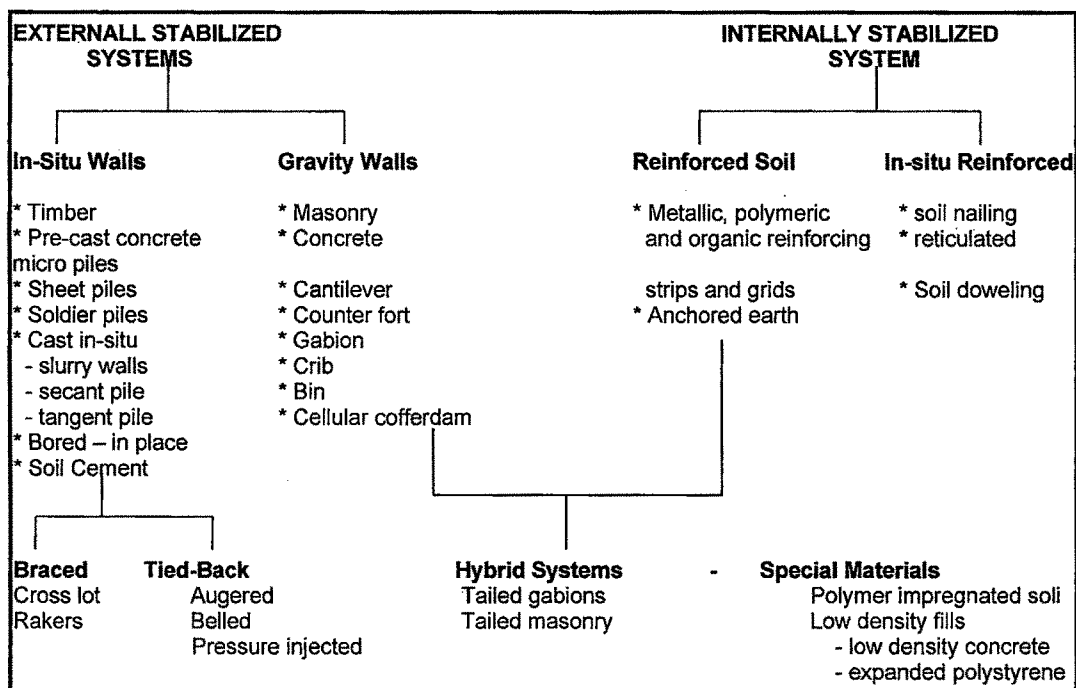 EXTERNALL STABILIZED
SYSTEMS
INTERNALLY STABILIZED
SYSTEM
In-Situ Walls
* Timber
* Pre-cast concrete
micro piles
* Sheet piles
* Soldier piles
* Cast in-situ
- slurry walls
- secant pile
- tangent pile
* Bored – in place
* Soil Cement
Gravity Walls
* Masonry
* Concrete
* Cantilever
* Counter fort
* Gabion
* Crib
* Bin
* Cellular cofferdam
Reinforced Soil
* Metallic, polymeric
and organic reinforcing
strips and grids
* Anchored earth
In-situ Reinforced
* soil nailing
* reticulated
* Soil doweling
Braced
Cross lot
Rakers
Tied-Back
Augered
Belled
Pressure injected
Hybrid Systems
Tailed gabions
Tailed masonry
-
Special Materials
Polymer impregnated soli
Low density fills
- low density concrete
- expanded polystyrene